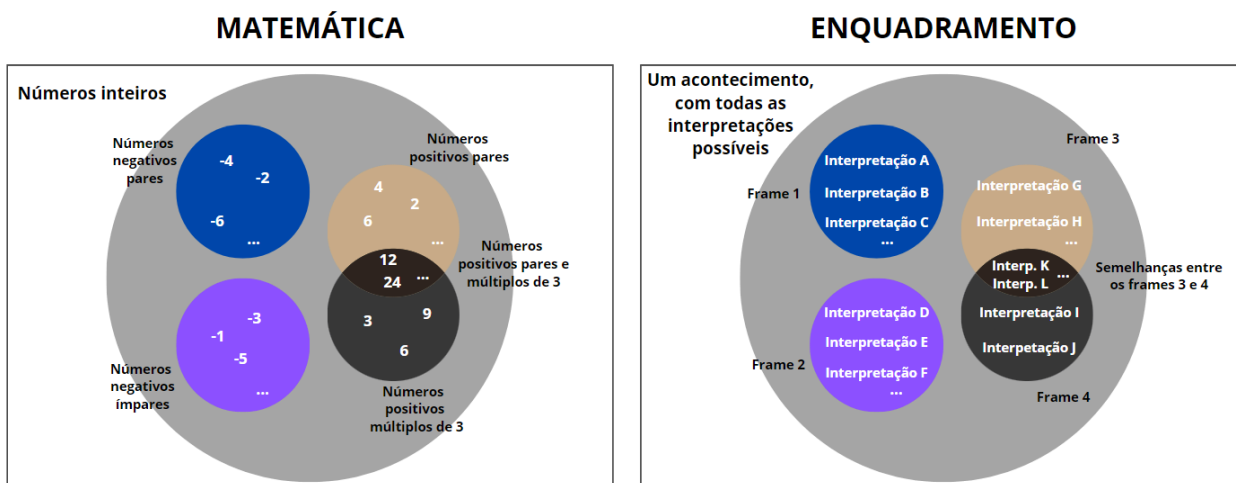 MATEMÁTICA
Números inteiros
Números
negativos
pares
-4
-2
-6
...
Números
positivos pares
4
2
6
...
12
24
...
Números
positivos pares e
múltiplos de 3
-3
-1
-5
...
Números
negativos
ímpares
3
9
6
Números
positivos
múltiplos de 3
ENQUADRAMENTO
Um acontecimento,
com todas as
interpretações
possíveis
Frame 1
Interpretação A
Interpretação B
Interpretação C
...
Frame 3
Interpretação G
Interpretação H
...
Interp. K
Interp. L
...
Semelhanças entre
os frames 3 e 4
Frame 2
Interpretação D
Interpretação E
Interpretação F
...
Interpretação I
Interpetação J
Frame 4